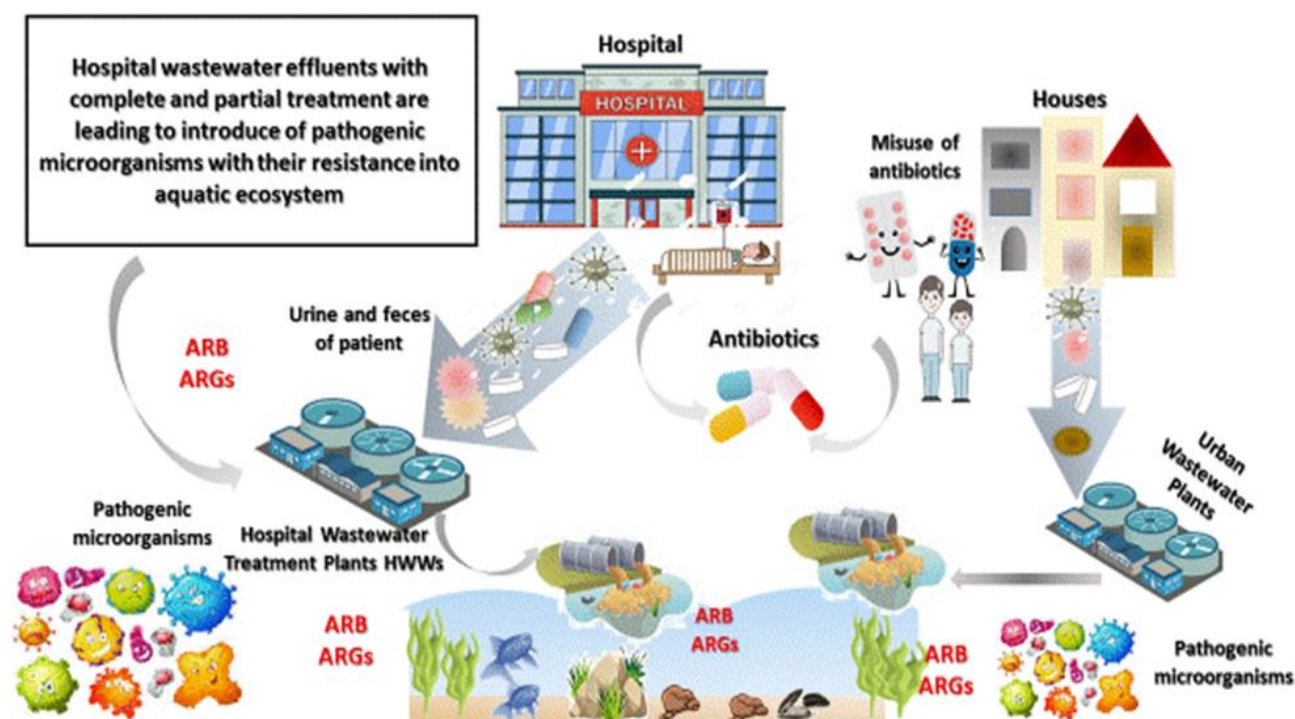 Hospital wastewater effluents with
complete and partial treatment are
leading to introduce of pathogenic
microorganisms with their resistance into
aquatic ecosystem
Hospital
HOSPITAL
Houses
Misuse of
antibiotics
Urine and feces
of patient
ARB
ARGs
Antibiotics
Urban
Wastewater
Plants
Pathogenic
microorganisms
Hospital Wastewater
Treatment Plants HWWs
ARB
ARGs
ARB
ARGs
ARB
ARGs
Pathogenic
microorganisms